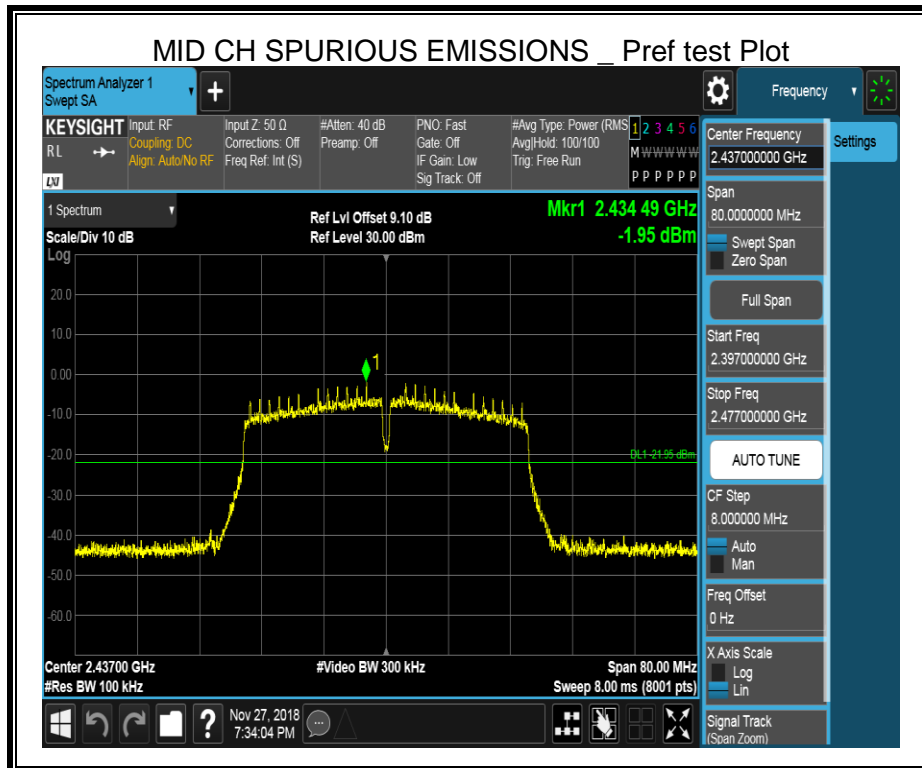 MID CH SPURIOUS EMISSIONS _ Pref test Plot
Spectrum Analyzer 1
Swept SA
+
Frequency
KEYSIGHT
R L
LXI
Input: RF
Coupling: DC
Align: Auto/No RF
Input Z: 50 Ω
Corrections: Off
Freq Ref: Int (S)
#Atten: 40 dB
Preamp: Off
PNO: Fast
Gate: Off
IF Gain: Low
Sig Track: Off
#Avg Type: Power (RMS
Avg|Hold: 100/100
Trig: Free Run
1 2 3 4 5 6
M W W W W W
P P P P P P
1 Spectrum
Scale/Div 10 dB
Ref Lvl Offset 9.10 dB
Ref Level 30.00 dBm
Mkr1 2.434 49 GHz
-1.95 dBm
Log
20.0
10.0
0.00
-10.0
-20.0
-30.0
-40.0
-50.0
-60.0
1
DL1 -21.95 dBm
Center 2.43700 GHz
#Res BW 100 kHz
#Video BW 300 kHz
Span 80.00 MHz
Sweep 8.00 ms (8001 pts)
?
Nov 27, 2018
7:34:04 PM
Center Frequency
2.437000000 GHz
Settings
Span
80.0000000 MHz
Swept Span
Zero Span
Full Span
Start Freq
2.397000000 GHz
Stop Freq
2.477000000 GHz
AUTO TUNE
CF Step
8.000000 MHz
Auto
Man
Freq Offset
0 Hz
X Axis Scale
Log
Lin
Signal Track
(Span Zoom)